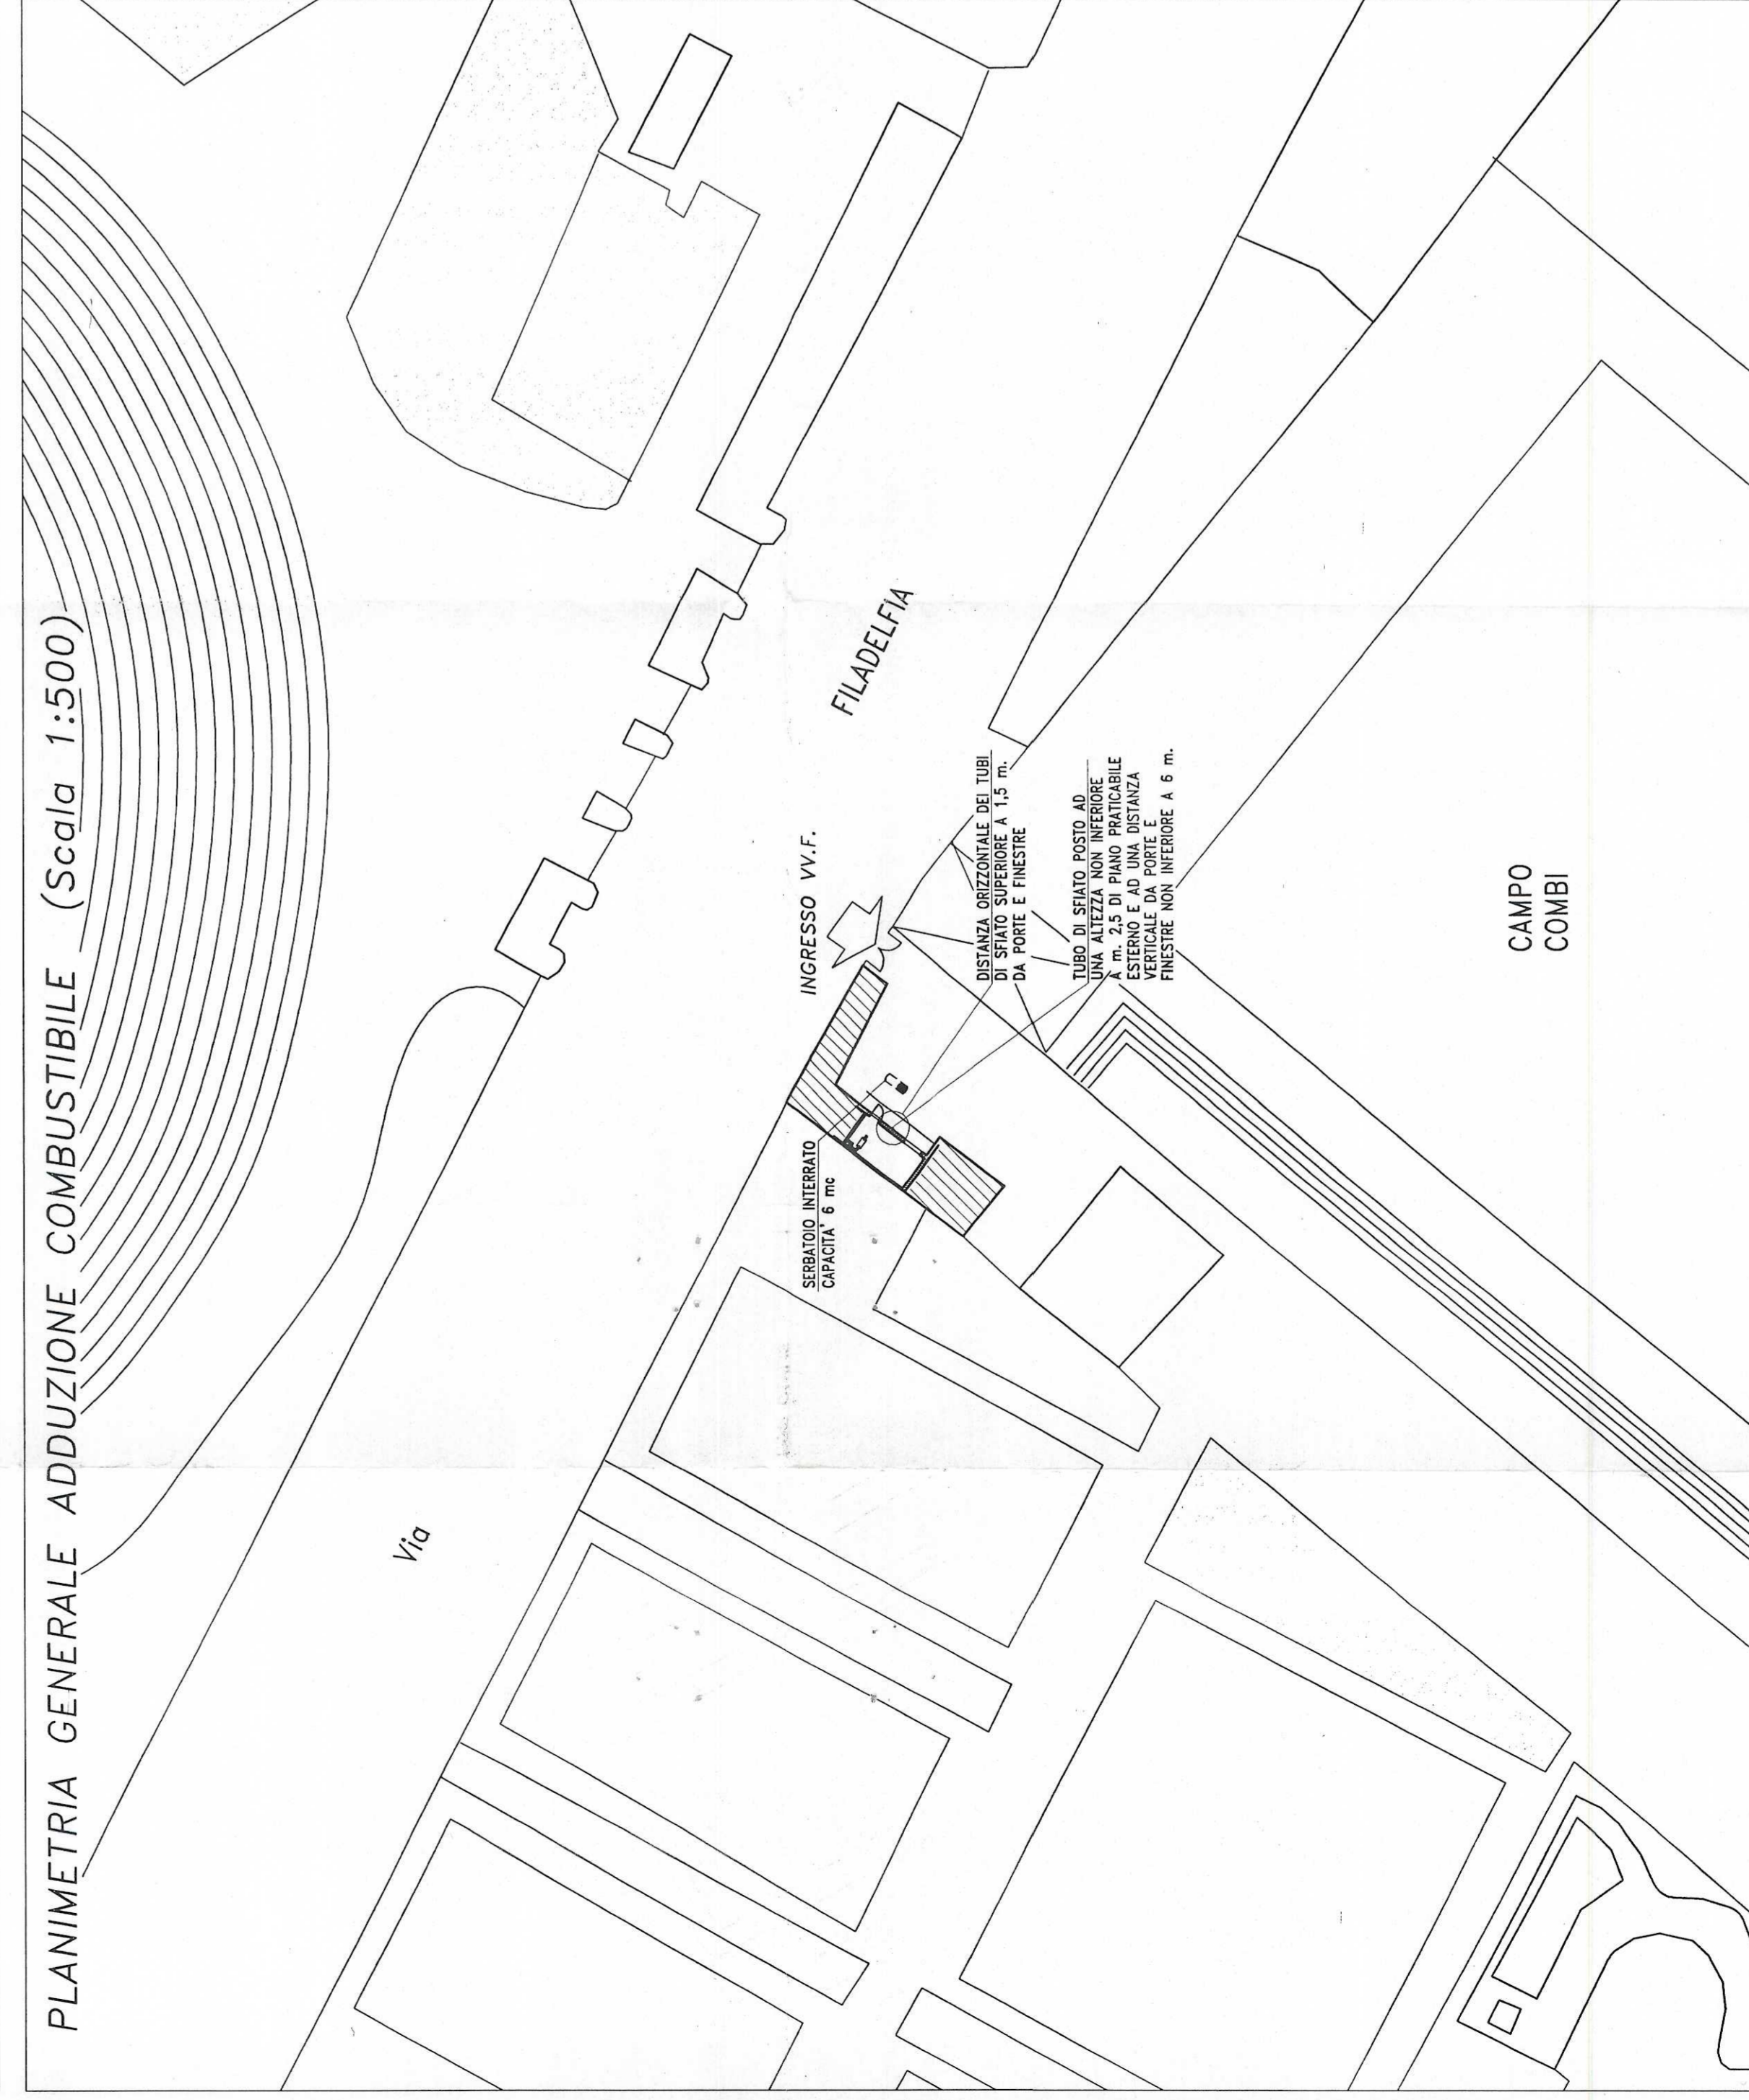 PLANIMETRIA GENERALE ADDUZIONE COMBUSTIBILE (Scala 1:500)
Via
FILADELFIA
INGRESSO VV.F.
SERBATOIO INTERRATO
CAPACITA' 6 mc
DISTANZA ORIZZONTALE DEI TUBI
DI SFIATO SUPERIORE A 1,5 m.
DA PORTE E FINESTRE
TUBO DI SFIATO POSTO AD
UNA ALTEZZA NON INFERIORE
A m. 2,5 DI PIANO PRATICABILE
ESTERNO E AD UNA DISTANZA
VERTICALE DA PORTE E
FINESTRE NON INFERIORE A 6 m.
CAMPO
COMBI